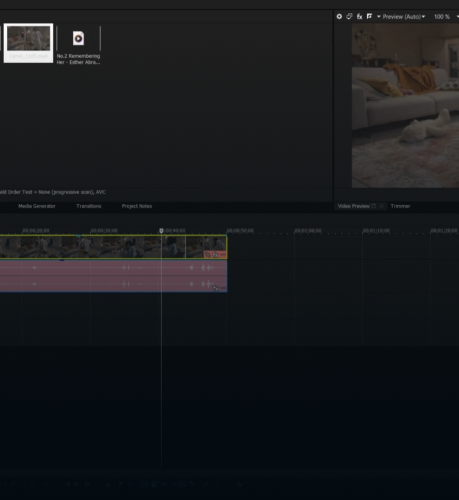 Preview (Auto)
100 %
No.2 Remembering
Her - Esther Abra...
Field Order Text = None (progressive scan), AVC
Media Generator
Transitions
Project Notes
Video Preview
Trimmer
00;00;20;00
00;00;30;00
00;00;40;00
00;00;50;00
00;01;00;00
00;01;10;00
00;01;20;00